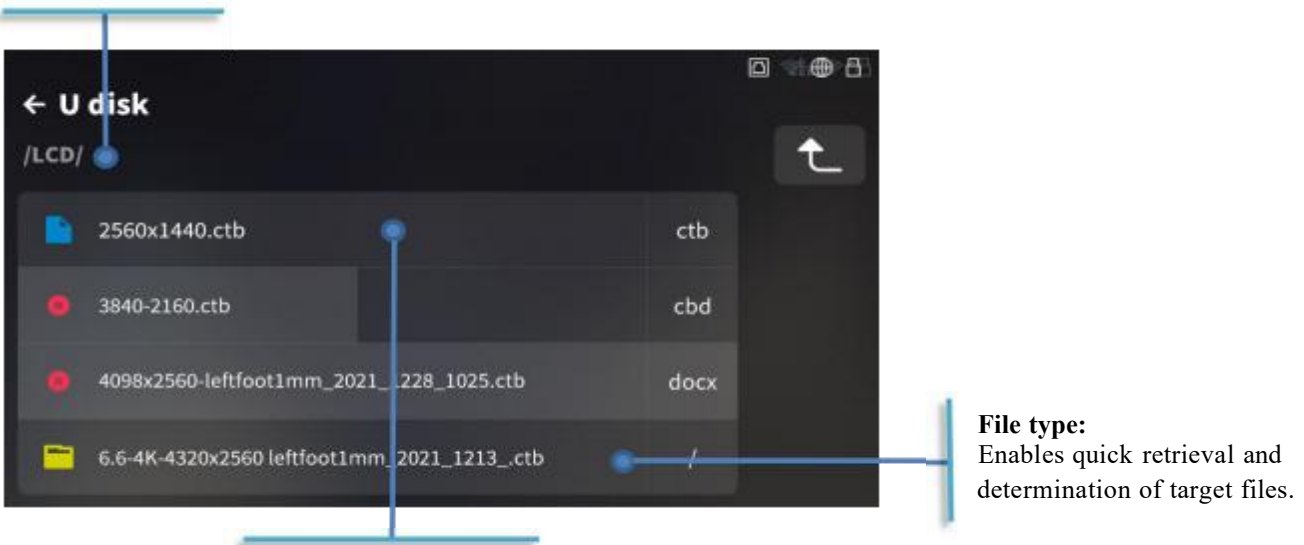 ← U disk
/LCD/
2560x1440.ctb ctb
3840-2160.ctb cbd
4098x2560-leftfoot1mm_2021_1228_1025.ctb docx
6.6-4K-4320x2560 leftfoot1mm_2021_1213_.ctb /
File type:
Enables quick retrieval and
determination of target files.